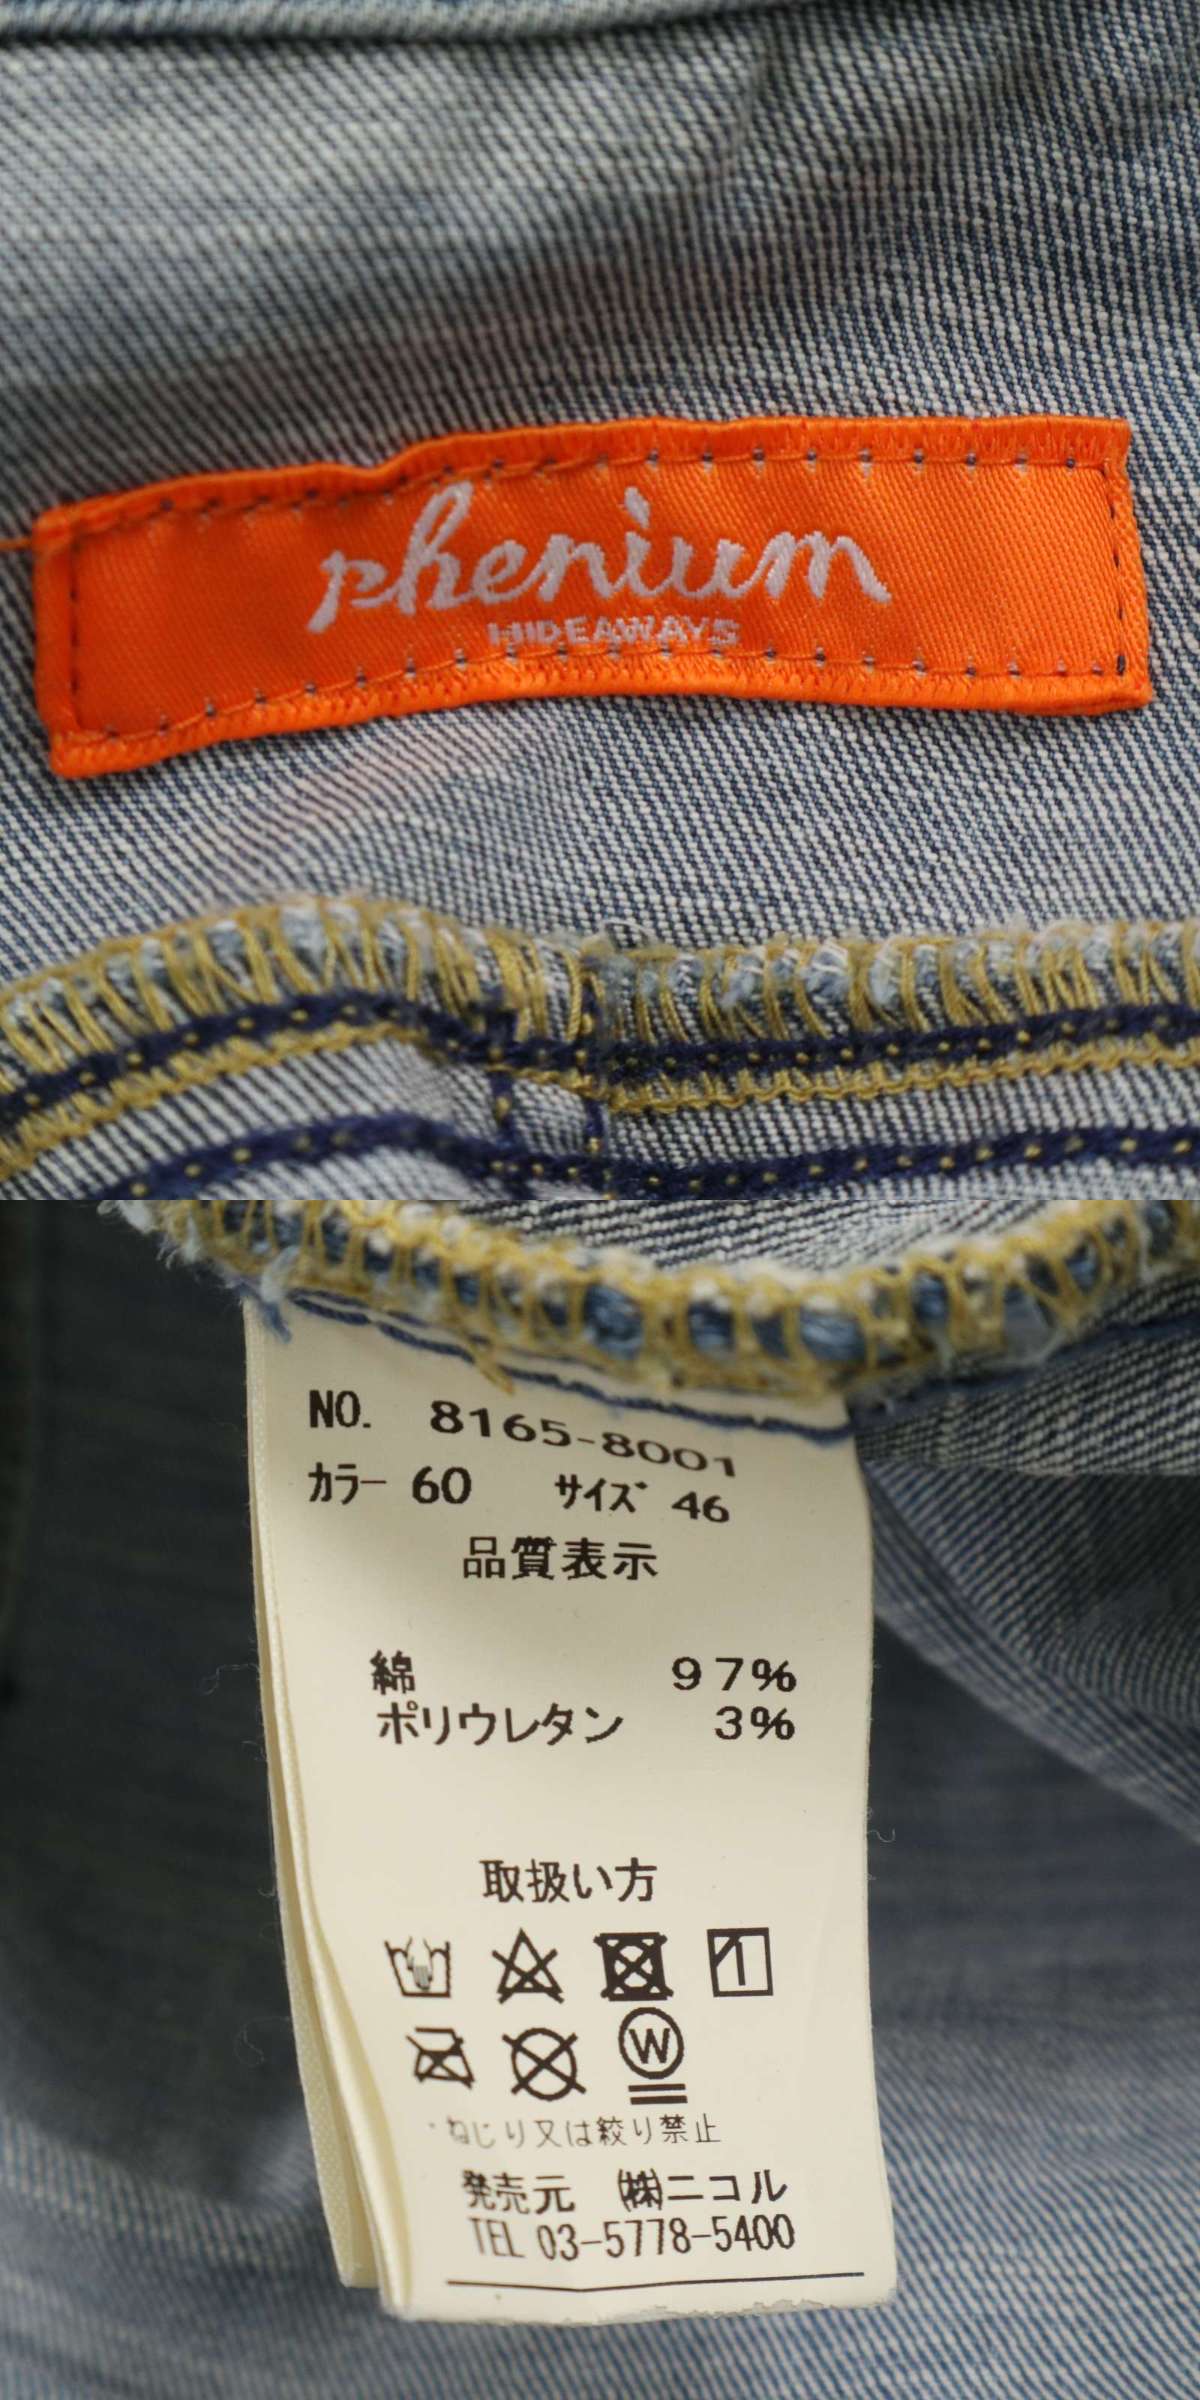 phenium
HIDEAWAYS
NO. 8165-8001
カラー 60 サイズ 46
品質表示
綿 97%
ポリウレタン 3%
取扱い方
W
・ねじり又は絞り禁止
発売元 ㈱ニコル
TEL 03-5778-5400